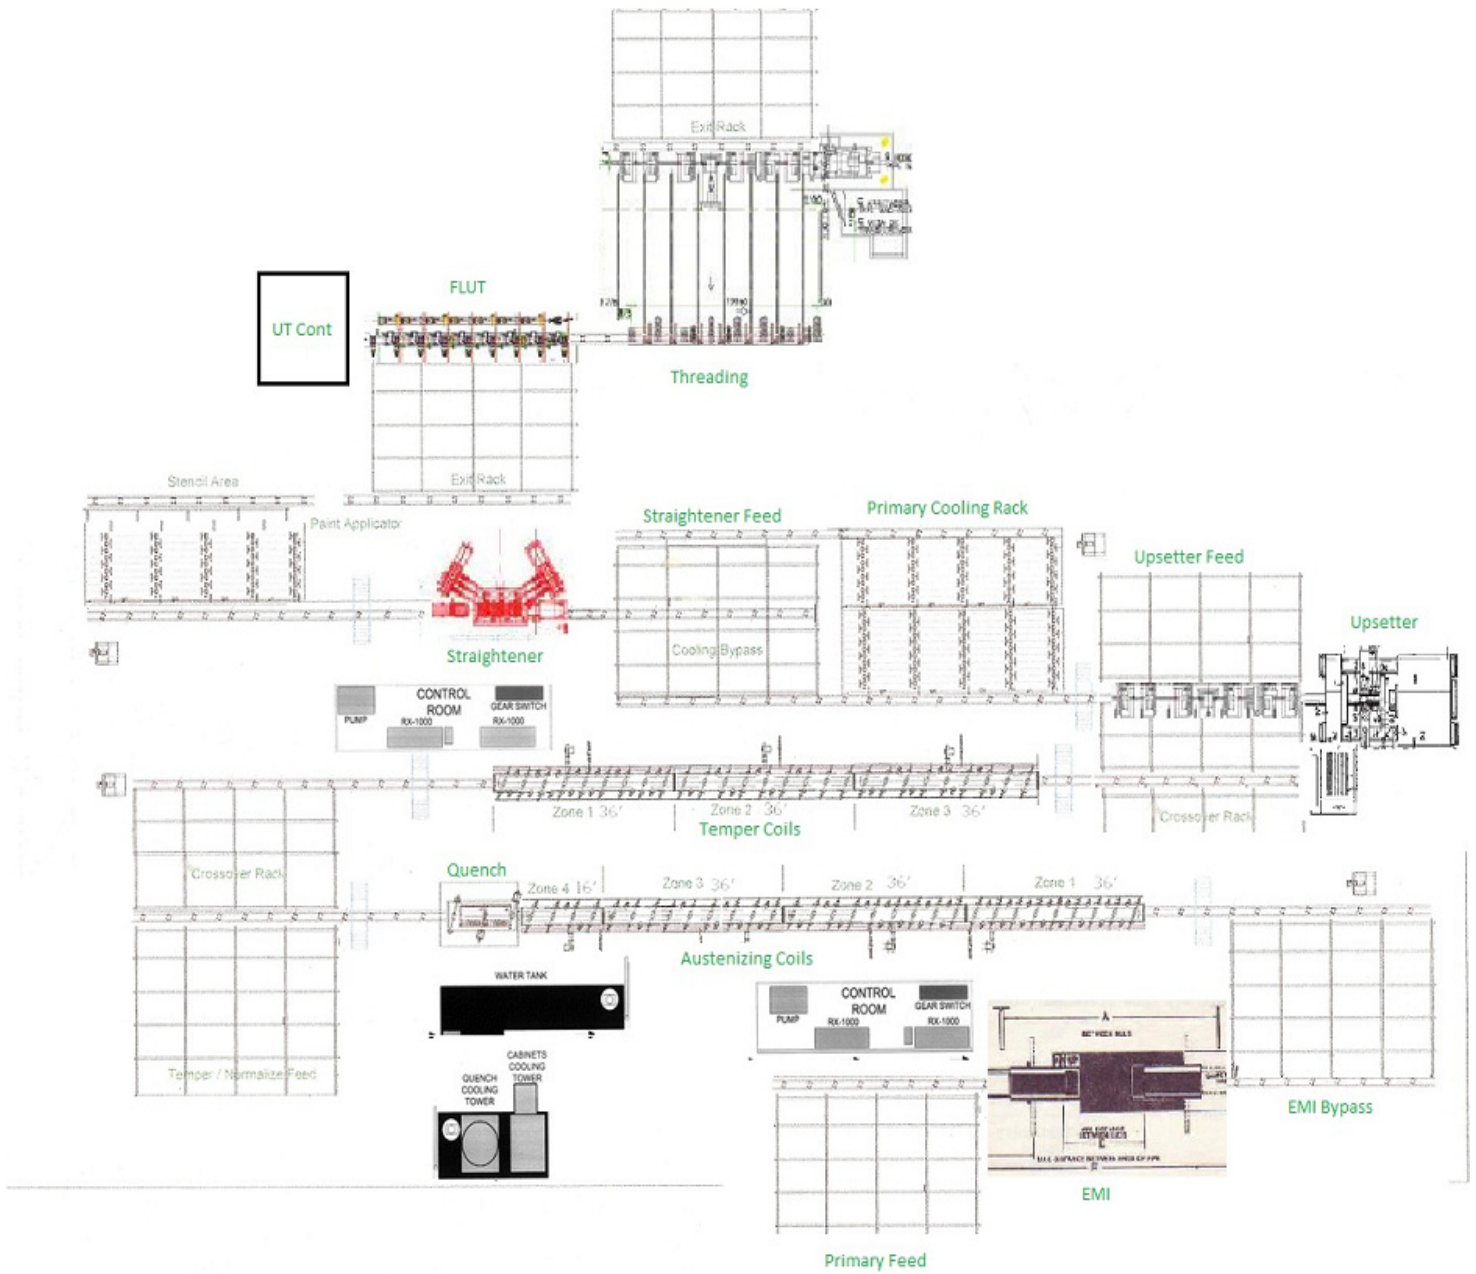 Exit Rack
FLUT
UT Cont
Threading
Stencil Area
Exit Rack
Paint Applicator
Straightener Feed
Primary Cooling Rack
Upsetter Feed
Upsetter
Straightener
Cooling Bypass
CONTROL
ROOM
PUMP
GEAR SWITCH
RX-1000
RX-1000
Zone 1 36'
Zone 2 36'
Zone 3 36'
Temper Coils
Crossover Rack
Crossover Rack
Quench
Zone 4 16'
Zone 3 36'
Zone 2 36'
Zone 1 36'
Austenizing Coils
WATER TANK
CONTROL
ROOM
PUMP
GEAR SWITCH
RX-1000
RX-1000
A
BETWEEN
CABINETS
COOLING
TOWER
QUENCH
COOLING
TOWER
Temper / Normalize Feed
EMI Bypass
EMI
Primary Feed